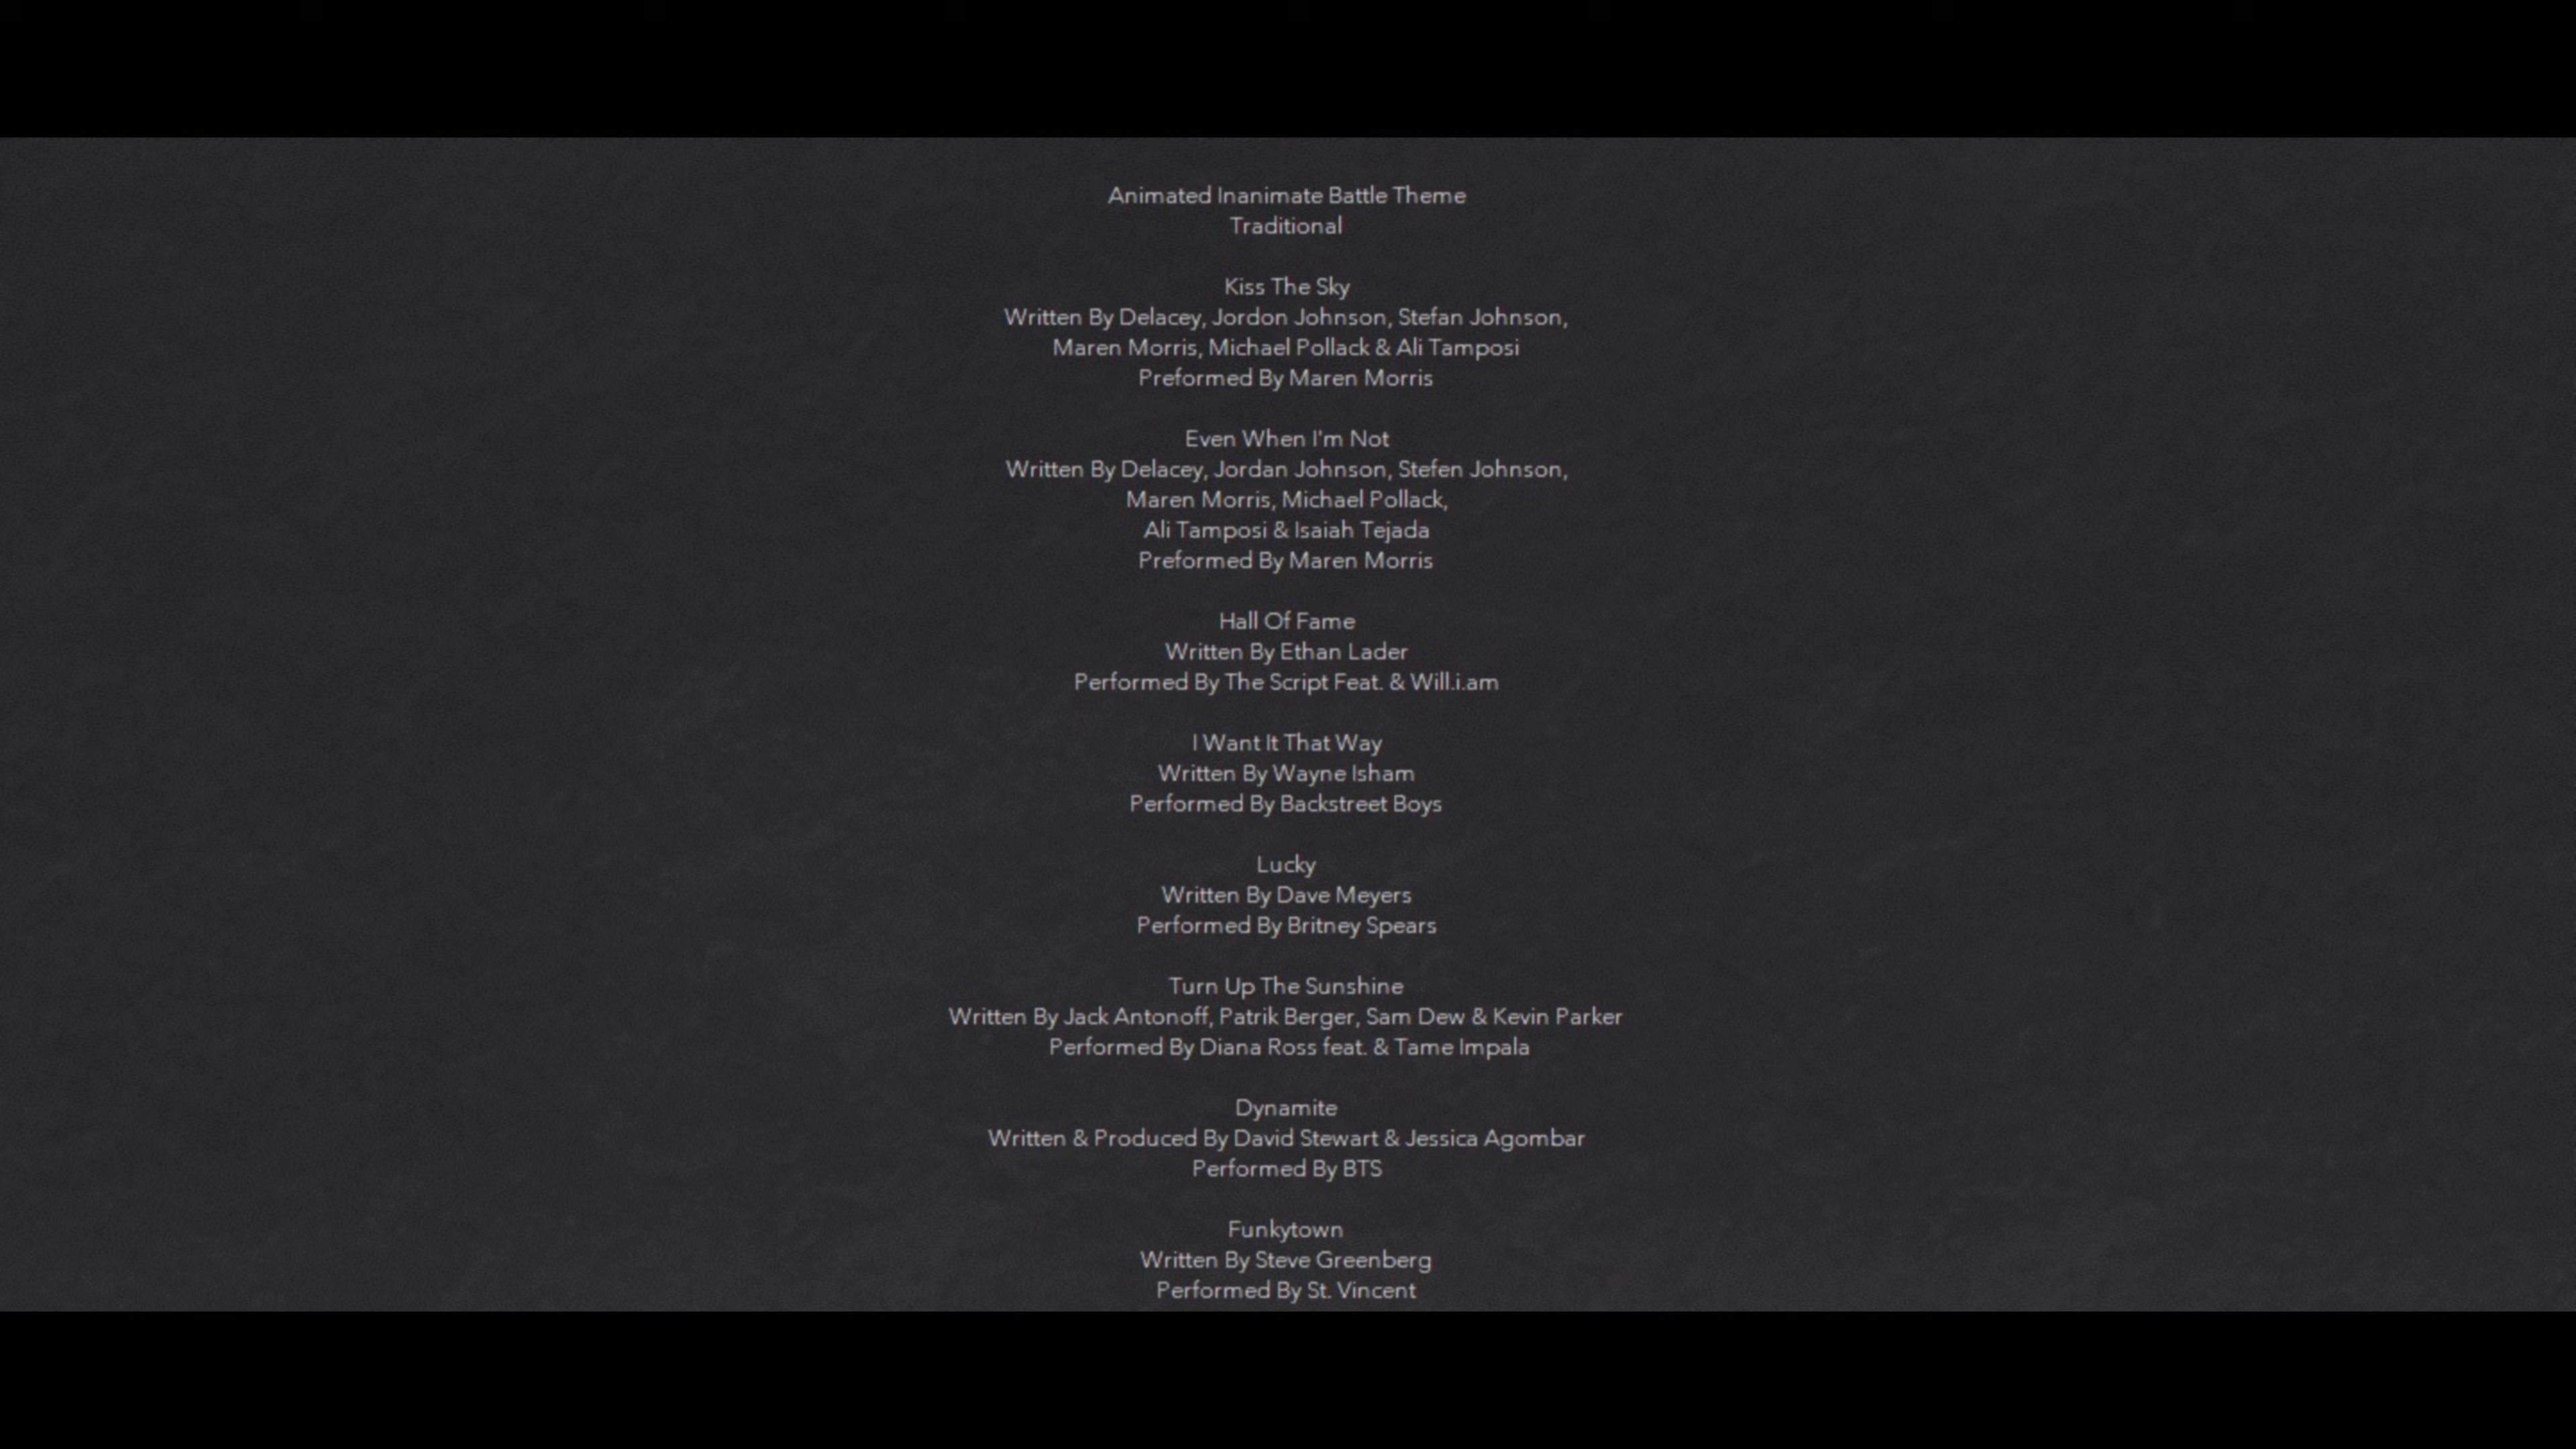 Animated Inanimate Battle Theme
Traditional
Kiss The Sky
Written By Delacey, Jordon Johnson, Stefan Johnson,
Maren Morris, Michael Pollack & Ali Tamposi
Preformed By Maren Morris
Even When I'm Not
Written By Delacey, Jordan Johnson, Stefen Johnson,
Maren Morris, Michael Pollack,
Ali Tamposi & Isaiah Tejada
Preformed By Maren Morris
Hall Of Fame
Written By Ethan Lader
Performed By The Script Feat. & Will.i.am
I Want It That Way
Written By Wayne Isham
Performed By Backstreet Boys
Lucky
Written By Dave Meyers
Performed By Britney Spears
Turn Up The Sunshine
Written By Jack Antonoff, Patrik Berger, Sam Dew & Kevin Parker
Performed By Diana Ross feat. & Tame Impala
Dynamite
Written & Produced By David Stewart & Jessica Agombar
Performed By BTS
Funkytown
Written By Steve Greenberg
Performed By St. Vincent